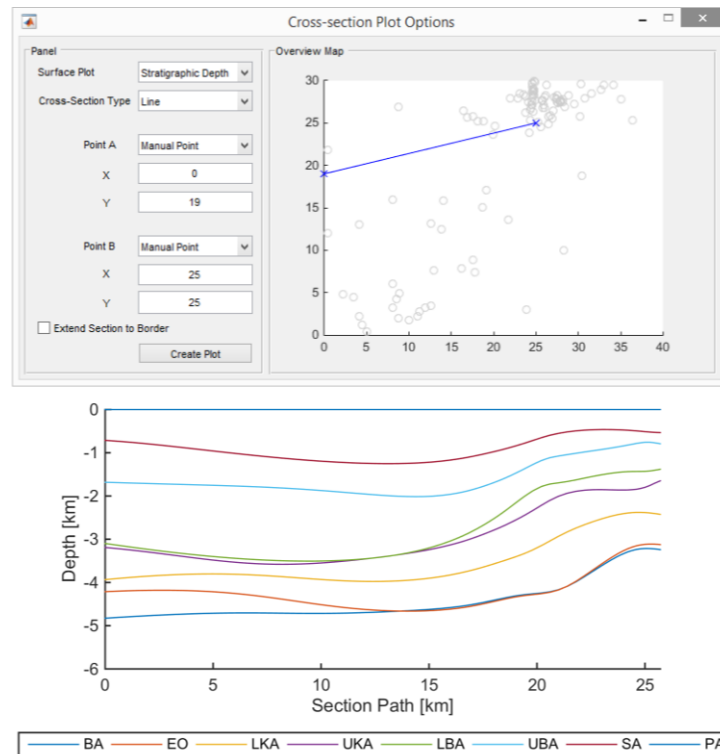 Cross-section Plot Options
Panel
Surface Plot Stratigraphic Depth
Cross-Section Type Line
Point A Manual Point
X 0
Y 19
Point B Manual Point
X 25
Y 25
Extend Section to Border
Create Plot
Overview Map
30
25
20
15
10
5
0
0 5 10 15 20 25 30 35 40
0
-1
-2
-3
-4
-5
-6
Depth [km]
0 5 10 15 20 25
Section Path [km]
BA EO LKA UKA LBA UBA SA PA